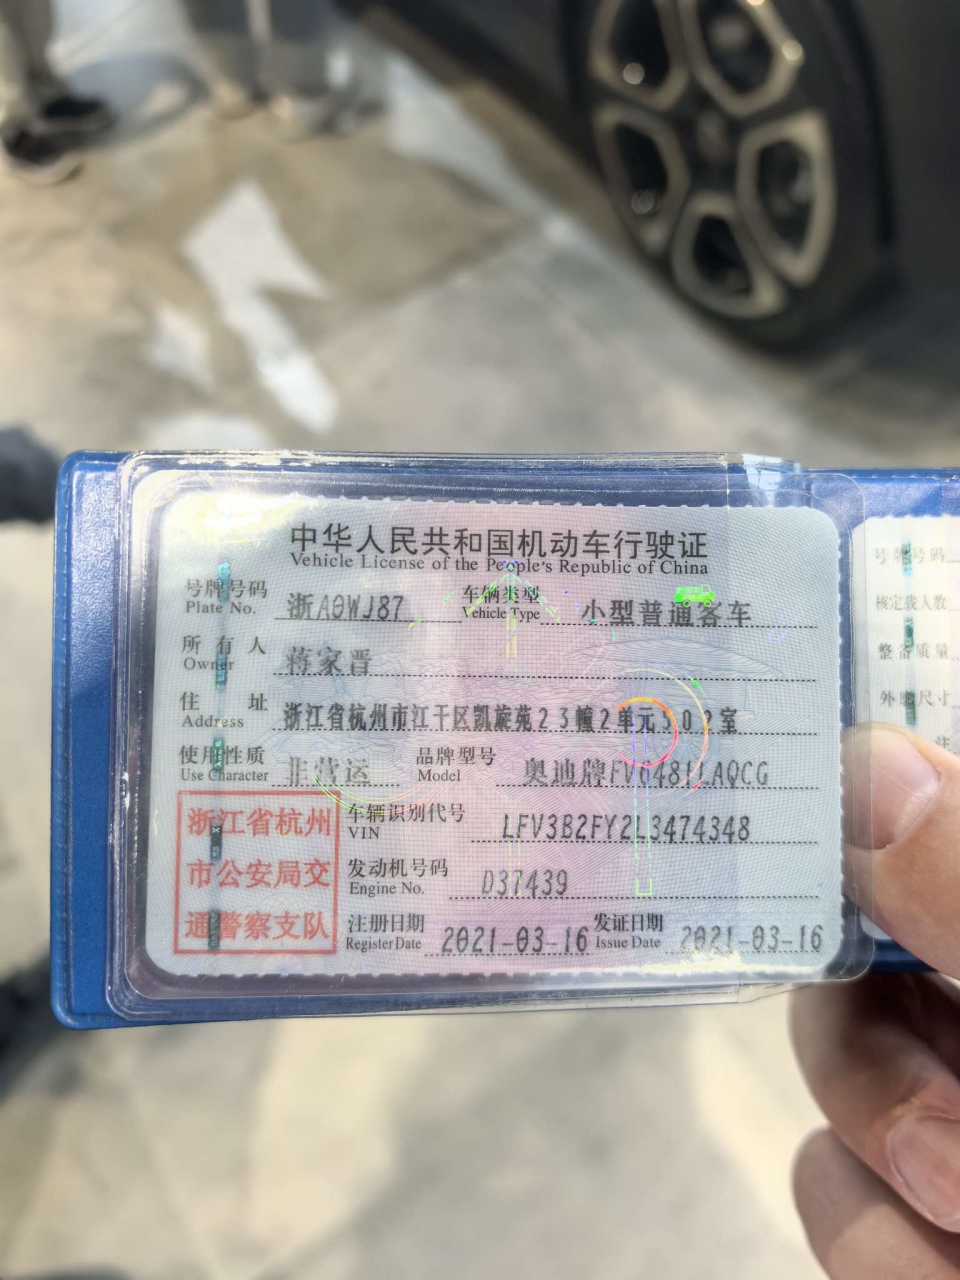 中华人民共和国机动车行驶证
Vehicle License of the People's Republic of China
号牌号码 浙A0WJ87 车辆类型 小型普通客车
Plate No. Vehicle Type
所有人 蒋家晋
Owner
住址 浙江省杭州市江干区凯旋苑23幢2单元502室
Address
使用性质 非营运 品牌型号 奥迪牌FV6481LAQCG
Use Character Model
浙江省杭州
市公安局交
通警察支队
车辆识别代号 LFV3B2FY2L3474348
VIN
发动机号码 D37439
Engine No.
注册日期 2021-03-16 发证日期 2021-03-16
Register Date Issue Date
号牌号码
核定载人数
整备质量
外廓尺寸
注